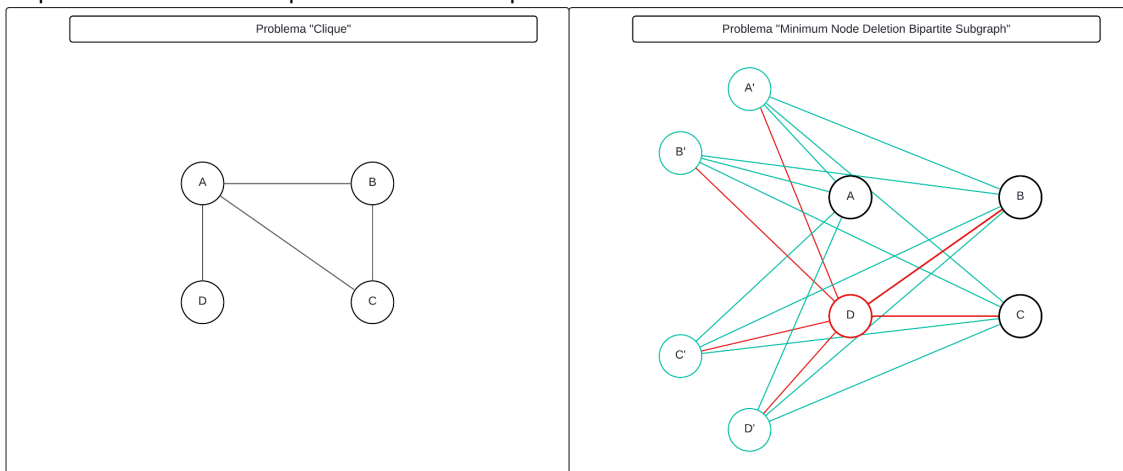 Problema "Clique"
A
B
D
C
Problema "Minimum Node Deletion Bipartite Subgraph"
A'
B'
A
B
D
C
C'
D'